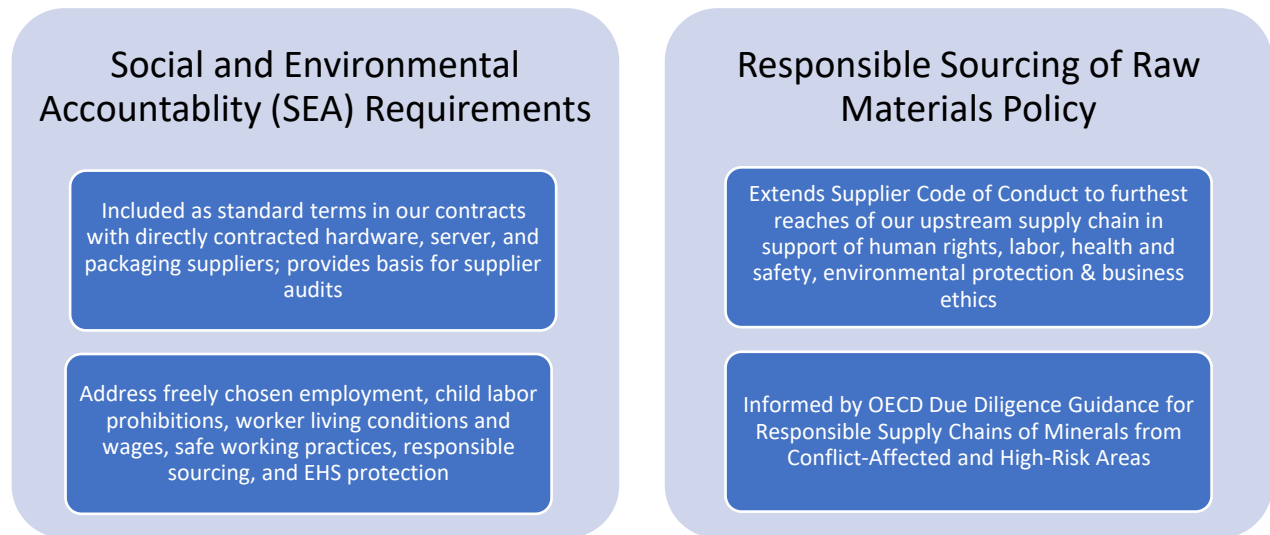 Social and Environmental
Accountablity (SEA) Requirements
Included as standard terms in our contracts
with directly contracted hardware, server, and
packaging suppliers; provides basis for supplier
audits
Address freely chosen employment, child labor
prohibitions, worker living conditions and
wages, safe working practices, responsible
sourcing, and EHS protection
Responsible Sourcing of Raw
Materials Policy
Extends Supplier Code of Conduct to furthest
reaches of our upstream supply chain in
support of human rights, labor, health and
safety, environmental protection & business
ethics
Informed by OECD Due Diligence Guidance for
Responsible Supply Chains of Minerals from
Conflict-Affected and High-Risk Areas